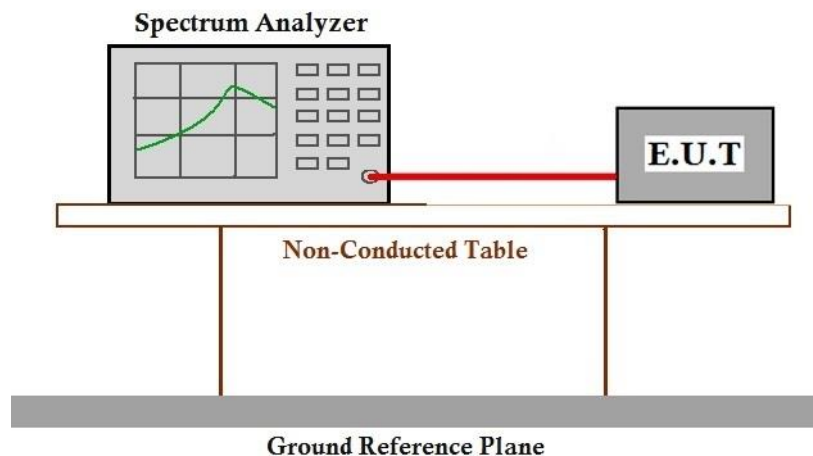 Spectrum Analyzer
E.U.T
Non-Conducted Table
Ground Reference Plane